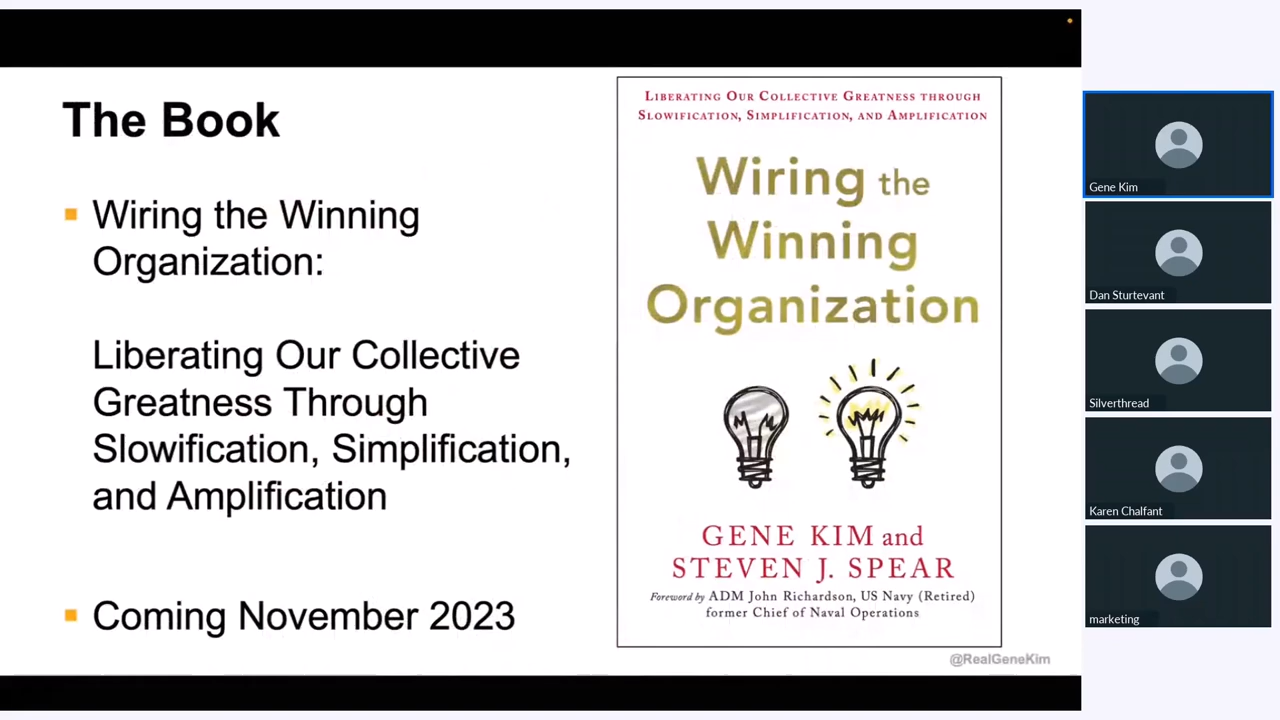 The Book
Wiring the Winning
Organization:
Liberating Our Collective
Greatness Through
Slowification, Simplification,
and Amplification
Coming November 2023
LIBERATING OUR COLLECTIVE GREATNESS THROUGH
SLOWIFICATION, SIMPLIFICATION, AND AMPLIFICATION
Wiring the
Winning
Organization
GENE KIM and
STEVEN J. SPEAR
Foreword by ADM John Richardson, US Navy (Retired)
former Chief of Naval Operations
@RealGeneKim
Gene Kim
Dan Sturtevant
Silverthread
Karen Chalfant
marketing